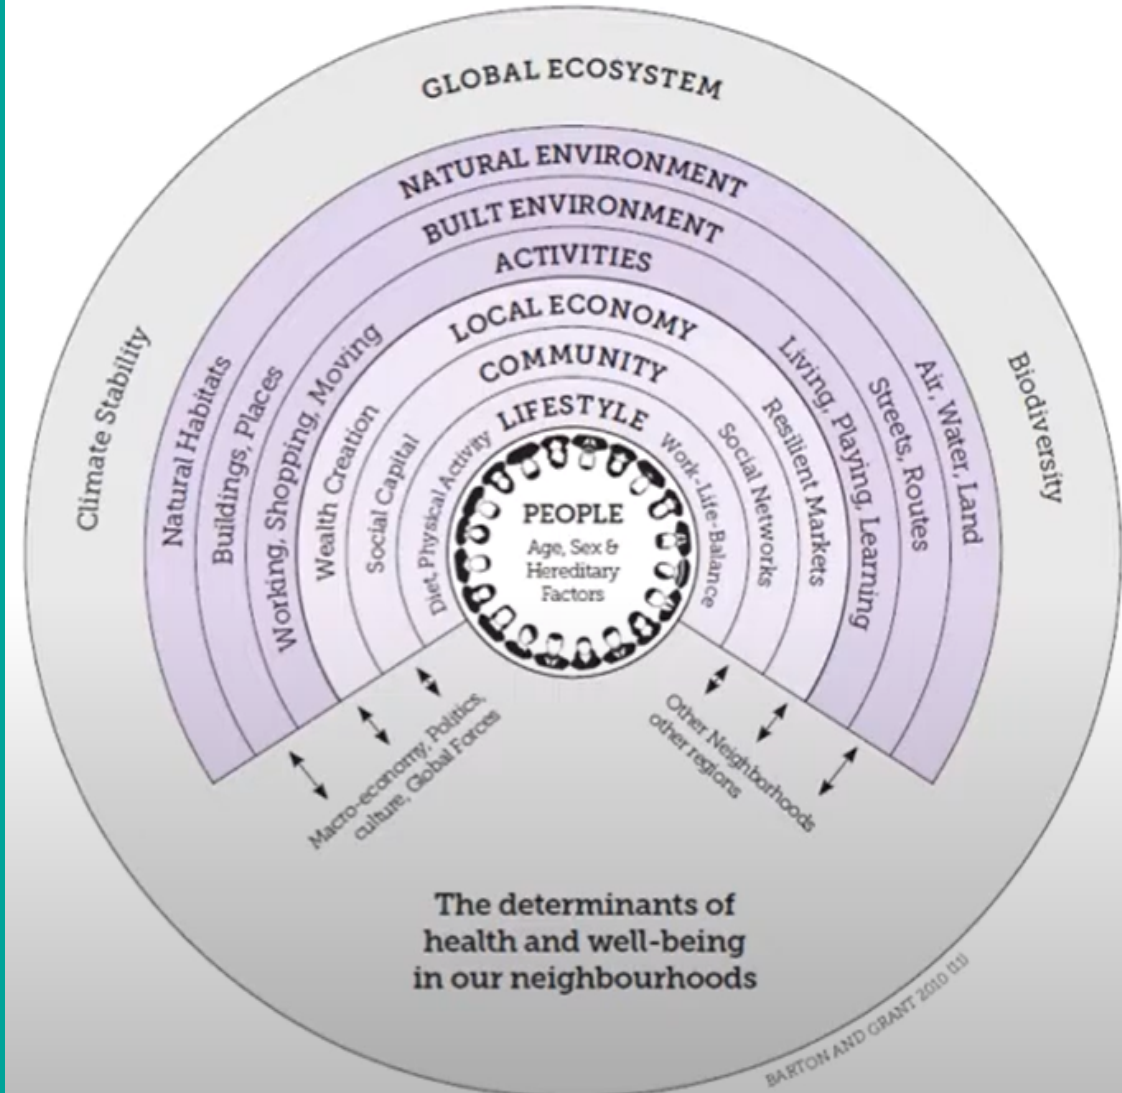 GLOBAL ECOSYSTEM
NATURAL ENVIRONMENT
BUILT ENVIRONMENT
ACTIVITIES
LOCAL ECONOMY
COMMUNITY
LIFESTYLE
Climate Stability
Natural Habitats
Buildings, Places
Working, Shopping, Moving
Wealth Creation
Social Capital
Diet, Physical Activity
Work-Life-Balance
Social Networks
Resilient Markets
Living, Playing, Learning
Streets, Routes
Air, Water, Land
Biodiversity
PEOPLE
Age, Sex &
Hereditary
Factors
Macro-economy, Politics,
culture, Global Forces
Other Neighborhoods
other regions
The determinants of
health and well-being
in our neighbourhoods
BARTON AND GRANT 2010 (11)